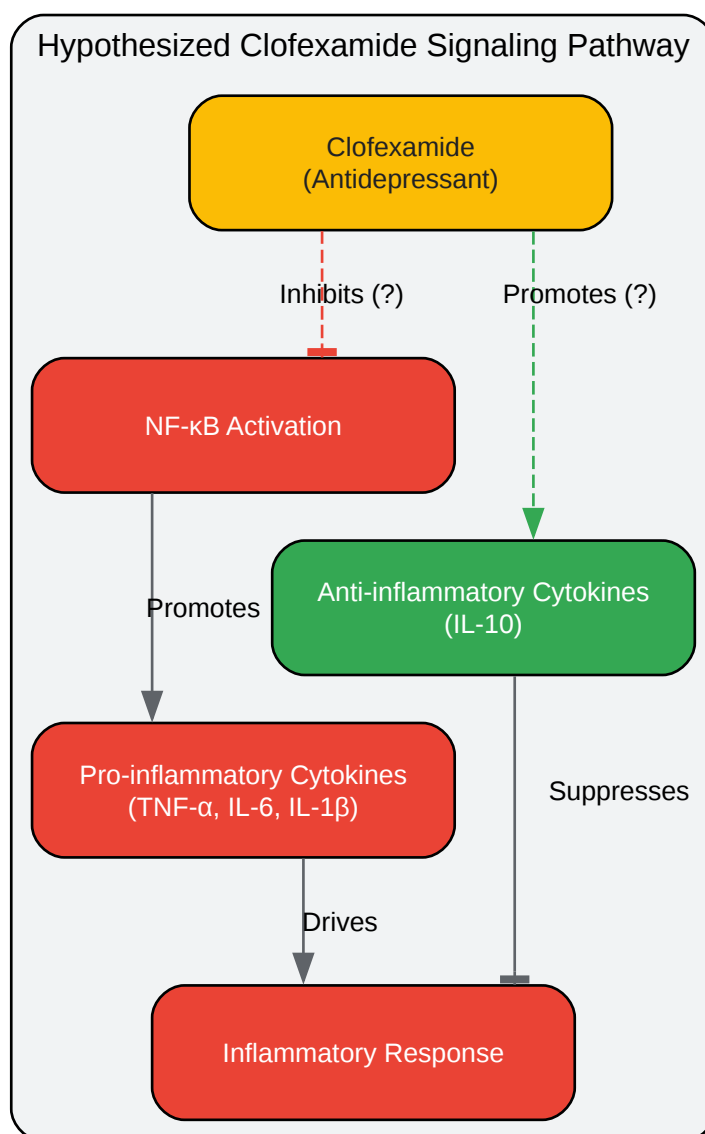 Hypothesized Clofexamide Signaling Pathway
Clofexamide
(Antidepressant)
Inhibits (?)
Promotes (?)
NF-κB Activation
Promotes
Anti-inflammatory Cytokines
(IL-10)
Pro-inflammatory Cytokines
(TNF-α, IL-6, IL-1β)
Suppresses
Drives
Inflammatory Response